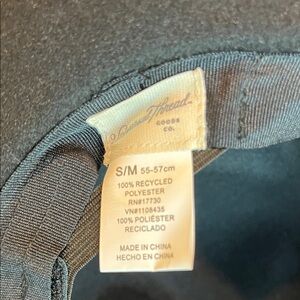 Universal Thread
GOODS
CO.
S/M 55-57cm
100% RECYCLED
POLYESTER
RN#17730
VN#1108435
100% POLIÉSTER
RECICLADO
MADE IN CHINA
HECHO EN CHINA